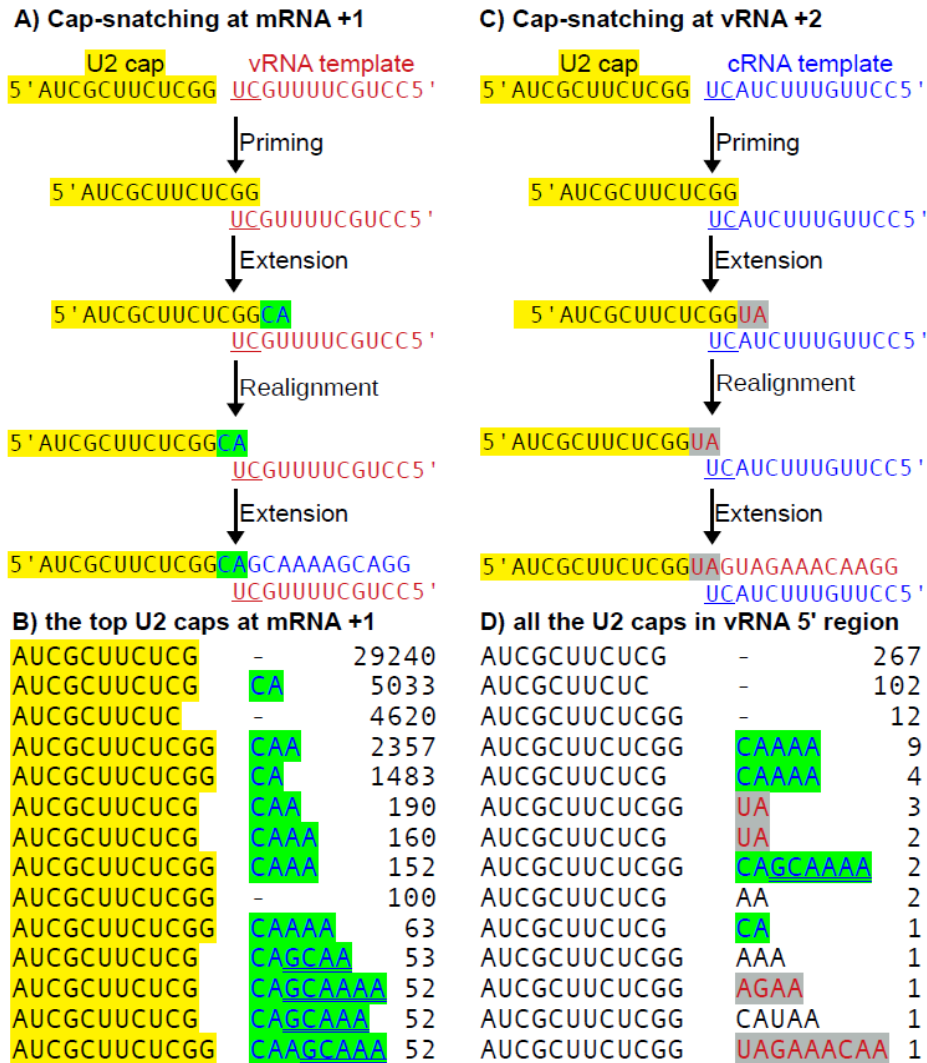 A) Cap-snatching at mRNA +1
U2 cap vRNA template
5'AUCGCUUCUCGG UCGUUUUCGUCC5'
Priming
5'AUCGCUUCUCGG
UCGUUUUCGUCC5'
Extension
5'AUCGCUUCUCGGCA
UCGUUUUCGUCC5'
Realignment
5'AUCGCUUCUCGGCA
UCGUUUUCGUCC5'
Extension
5'AUCGCUUCUCGGCAGCAAAAGCAGG
UCGUUUUCGUCC5'
B) the top U2 caps at mRNA +1
AUCGCUUCUCG - 29240
AUCGCUUCUCG CA 5033
AUCGCUUCUC - 4620
AUCGCUUCUCGG CAA 2357
AUCGCUUCUCGG CA 1483
AUCGCUUCUCG CAA 190
AUCGCUUCUCG CAAA 160
AUCGCUUCUCGG CAAA 152
AUCGCUUCUCGG - 100
AUCGCUUCUCGG CAAAA 63
AUCGCUUCUCG CAGCAA 53
AUCGCUUCUCGG CAGCAAAA 52
AUCGCUUCUCG CAGCAAA 52
AUCGCUUCUCGG CAAGCAAA 52
C) Cap-snatching at vRNA +2
U2 cap cRNA template
5'AUCGCUUCUCGG UCAUCUUUGUUCC5'
Priming
5'AUCGCUUCUCGG
UCAUCUUUGUUCC5'
Extension
5'AUCGCUUCUCGGUA
UCAUCUUUGUUCC5'
Realignment
5'AUCGCUUCUCGGUA
UCAUCUUUGUUCC5'
Extension
5'AUCGCUUCUCGGUAGUAGAAACAAGG
UCAUCUUUGUUCC5'
D) all the U2 caps in vRNA 5' region
AUCGCUUCUCG - 267
AUCGCUUCUC - 102
AUCGCUUCUCGG - 12
AUCGCUUCUCGG CAAAA 9
AUCGCUUCUCG CAAAA 4
AUCGCUUCUCGG UA 3
AUCGCUUCUCG UA 2
AUCGCUUCUCGG CAGCAAAA 2
AUCGCUUCUCGG AA 2
AUCGCUUCUCG CA 1
AUCGCUUCUCGG AAA 1
AUCGCUUCUCGG AGAA 1
AUCGCUUCUCGG CAUAA 1
AUCGCUUCUCGG UAGAAACAA 1